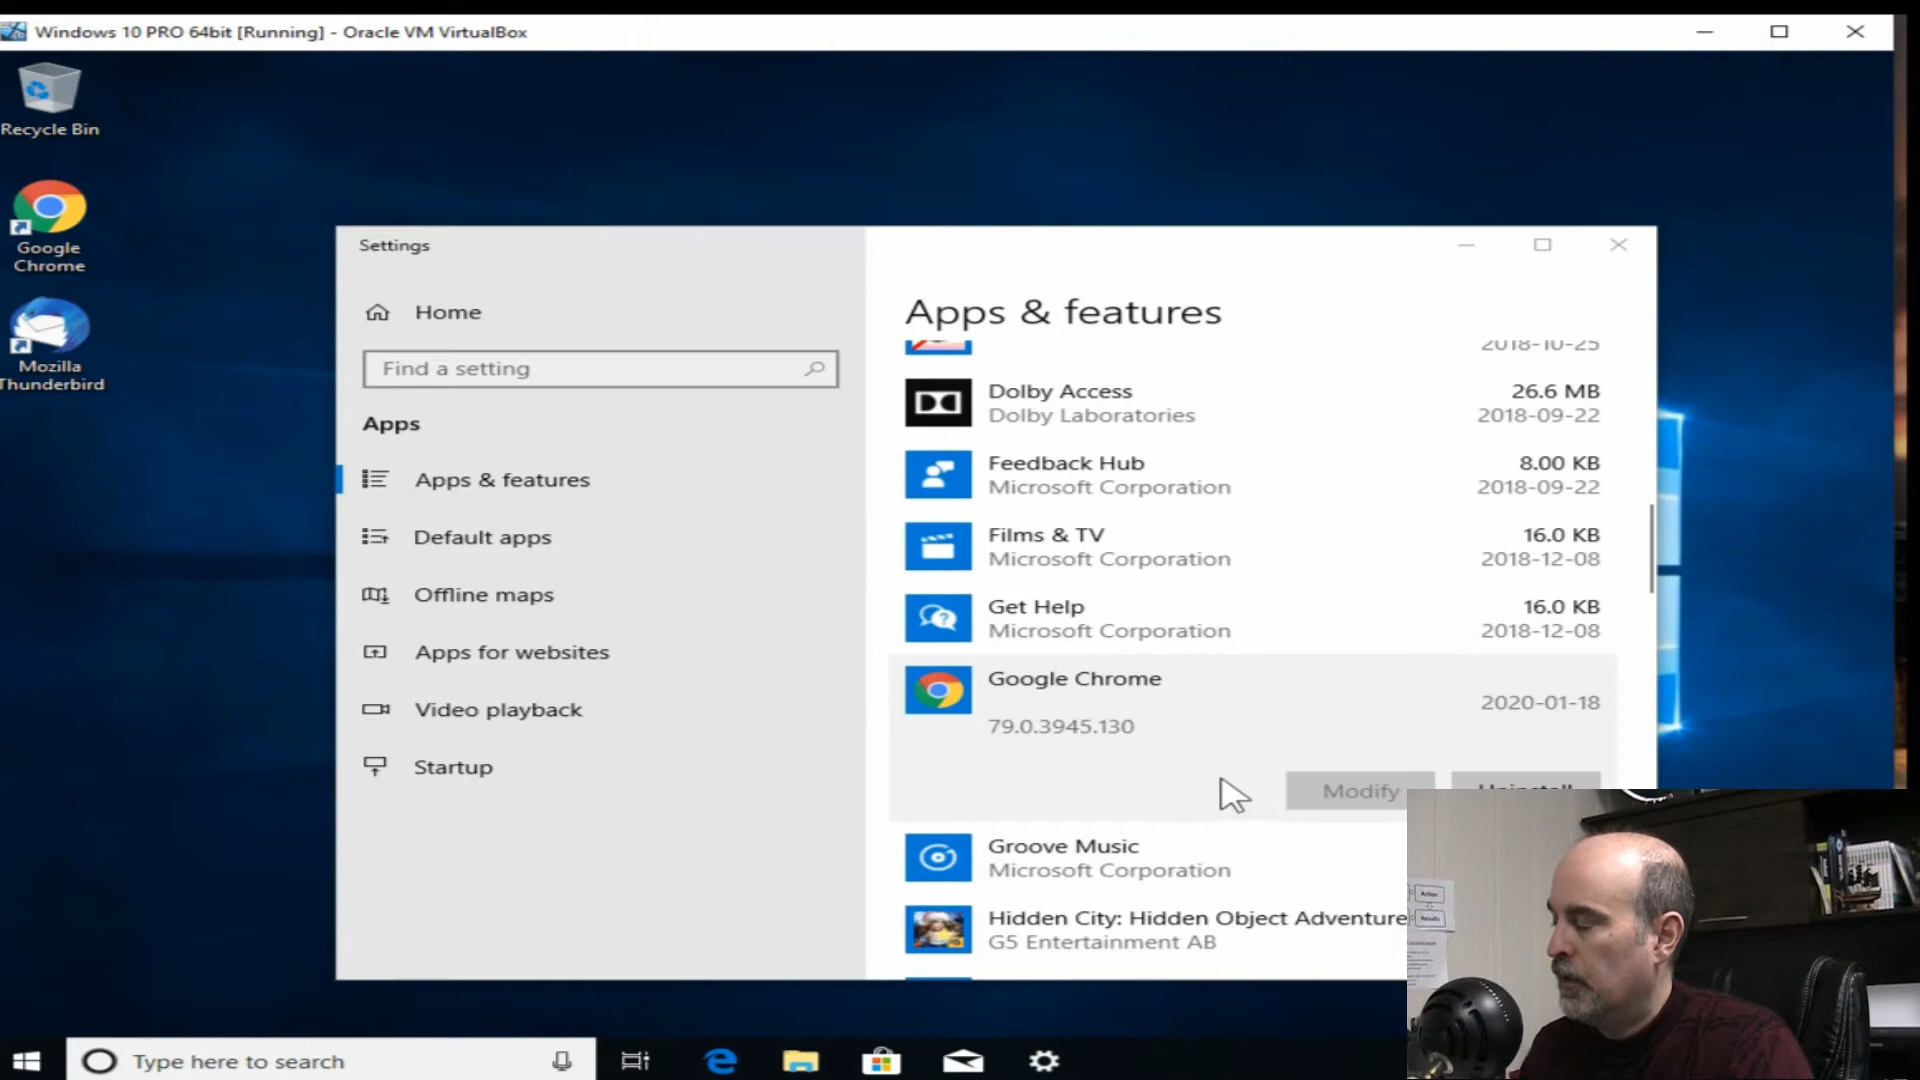 Windows 10 PRO 64bit [Running] - Oracle VM VirtualBox
Recycle Bin
Google
Chrome
Mozilla
Thunderbird
Settings
Home
Find a setting
Apps
Apps & features
Default apps
Offline maps
Apps for websites
Video playback
Startup
Apps & features
2018-10-25
Dolby Access
26.6 MB
Dolby Laboratories
2018-09-22
Feedback Hub
8.00 KB
Microsoft Corporation
2018-09-22
Films & TV
16.0 KB
Microsoft Corporation
2018-12-08
Get Help
16.0 KB
Microsoft Corporation
2018-12-08
Google Chrome
2020-01-18
79.0.3945.130
Modify
Uninstall
Groove Music
Microsoft Corporation
Hidden City: Hidden Object Adventure
G5 Entertainment AB
Action
Results
Type here to search